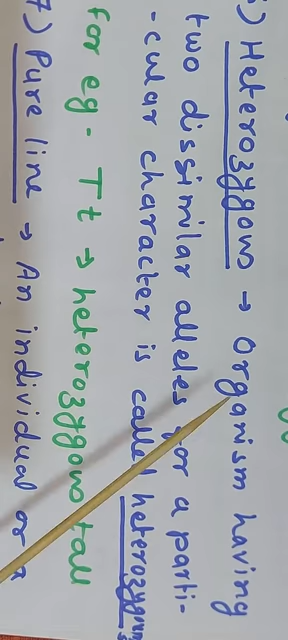 ) Heterozygous → Organism having
two dissimilar alleles for a parti-
-cular character is called heterozygous
for eg - Tt → heterozygous tall
7) Pure line → An individual or a